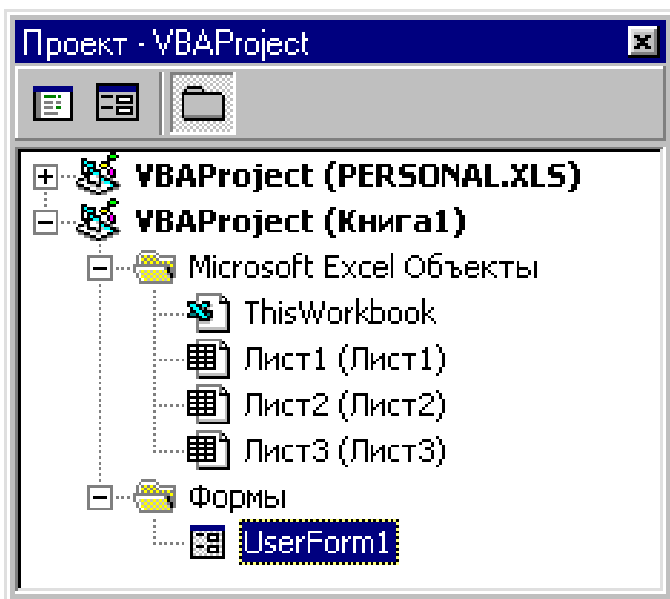 Проект - VBAProject
VBAProject (PERSONAL.XLS)
VBAProject (Книга1)
Microsoft Excel Объекты
ThisWorkbook
Лист1 (Лист1)
Лист2 (Лист2)
Лист3 (Лист3)
Формы
UserForm1